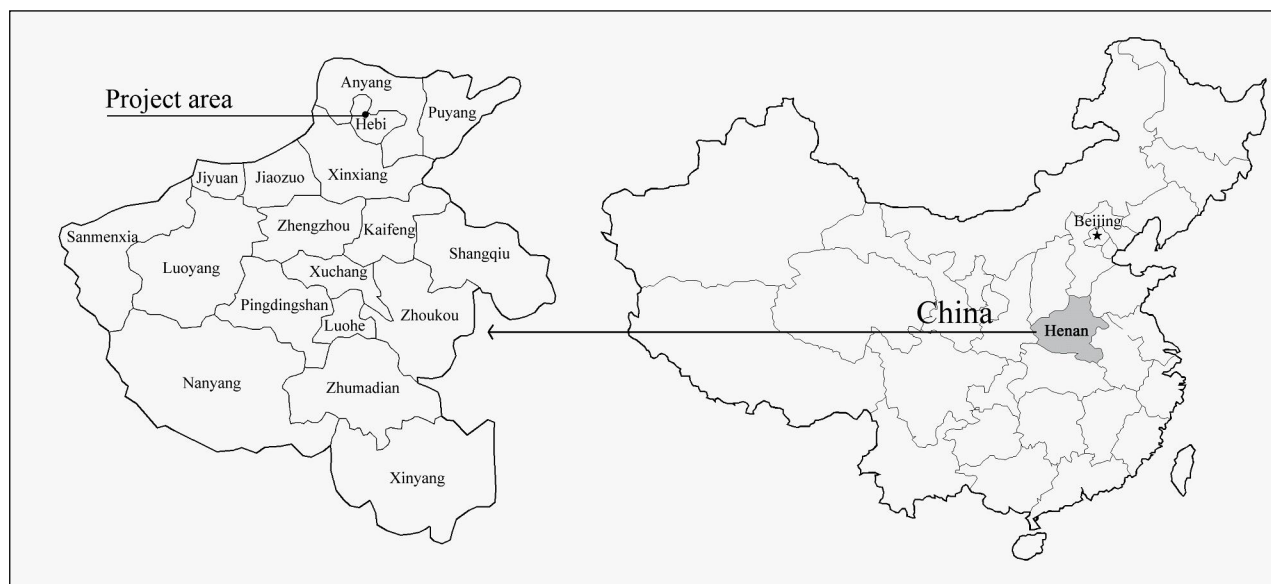 Project area
Anyang
Hebi
Puyang
Jiyuan
Jiaozuo
Xinxiang
Sanmenxia
Luoyang
Zhengzhou
Kaifeng
Shangqiu
Xuchang
Pingdingshan
Luohe
Zhoukou
Nanyang
Zhumadian
Xinyang
Beijing
China
Henan